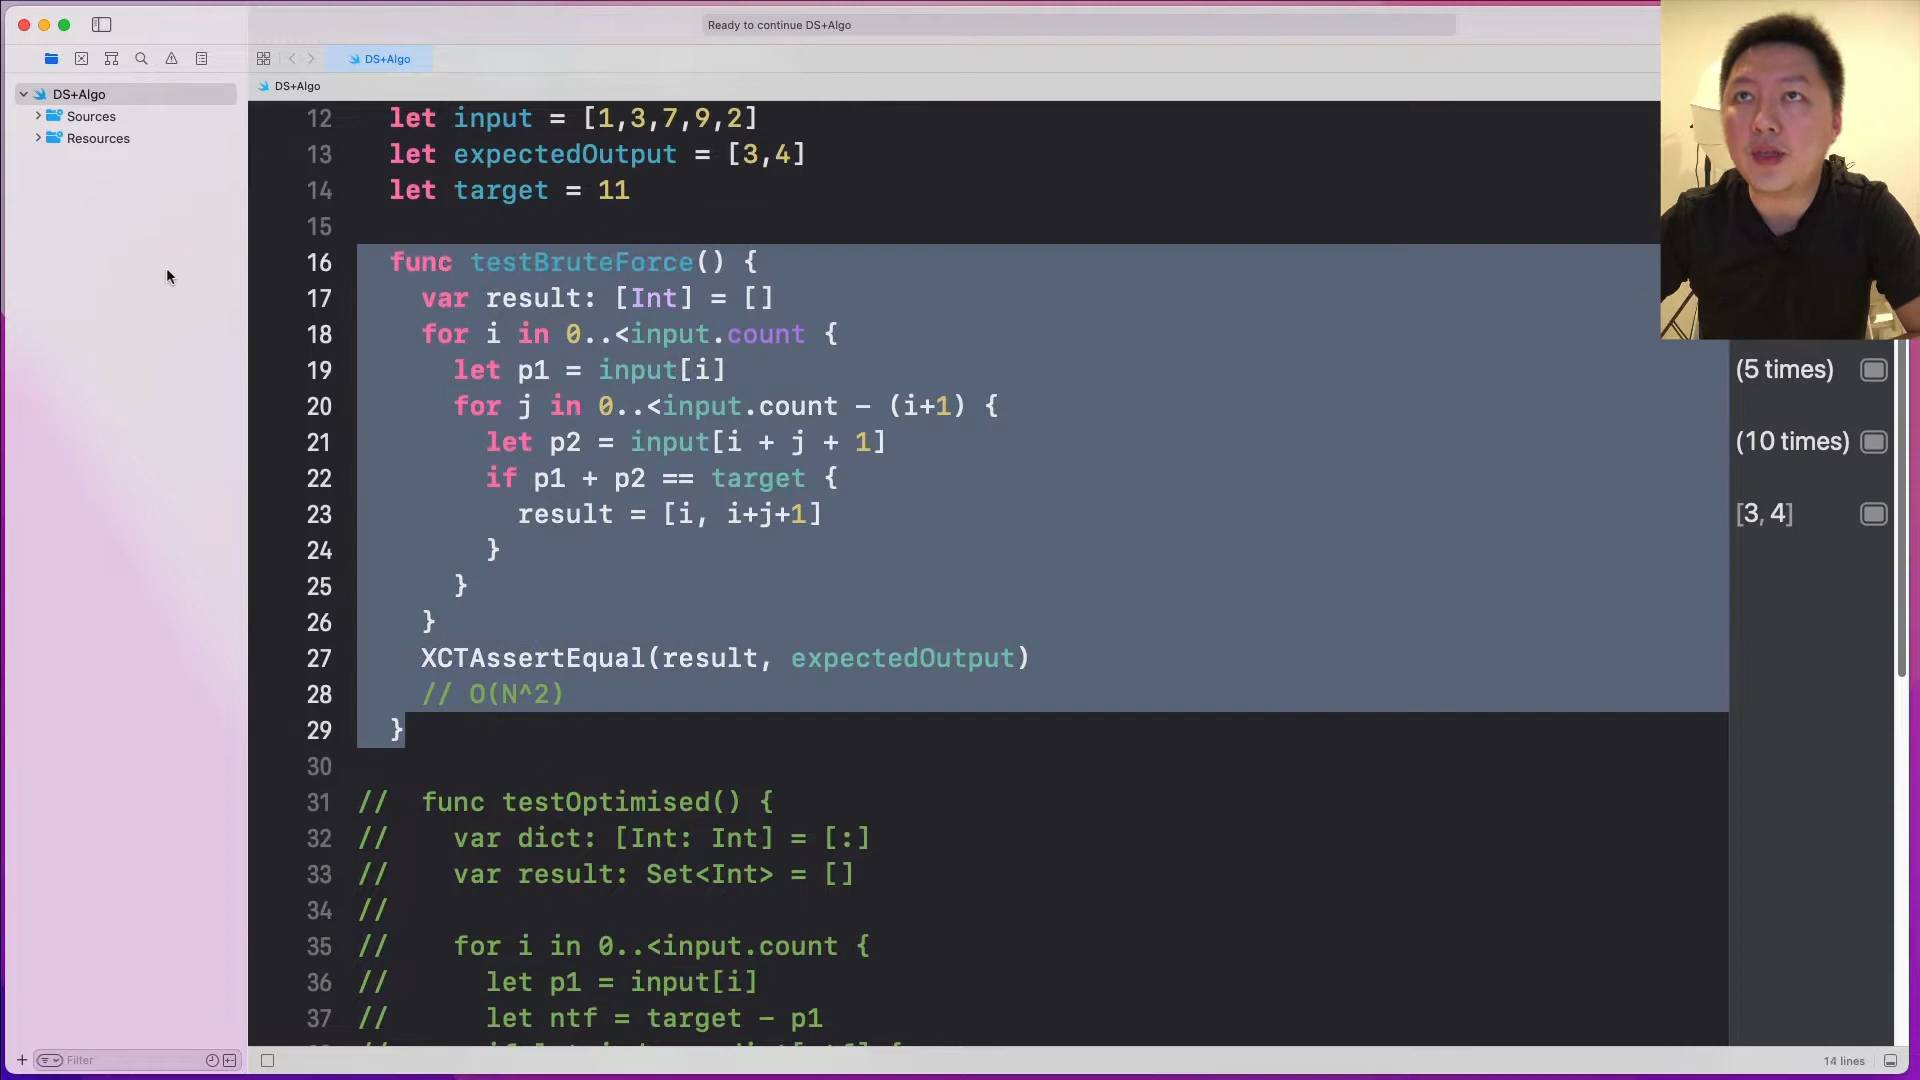 Ready to continue DS+Algo
DS+Algo
DS+Algo
Sources
Resources
DS+Algo
12 let input = [1,3,7,9,2]
13 let expectedOutput = [3,4]
14 let target = 11
15
16 func testBruteForce() {
17 var result: [Int] = []
18 for i in 0..<input.count {
19 let p1 = input[i]
(5 times)
20 for j in 0..<input.count - (i+1) {
21 let p2 = input[i + j + 1]
(10 times)
22 if p1 + p2 == target {
23 result = [i, i+j+1]
[3, 4]
24 }
25 }
26 }
27 XCTAssertEqual(result, expectedOutput)
28 // O(N^2)
29 }
30
31 // func testOptimised() {
32 // var dict: [Int: Int] = [:]
33 // var result: Set<Int> = []
34 //
35 // for i in 0..<input.count {
36 // let p1 = input[i]
37 // let ntf = target - p1
Filter
14 lines